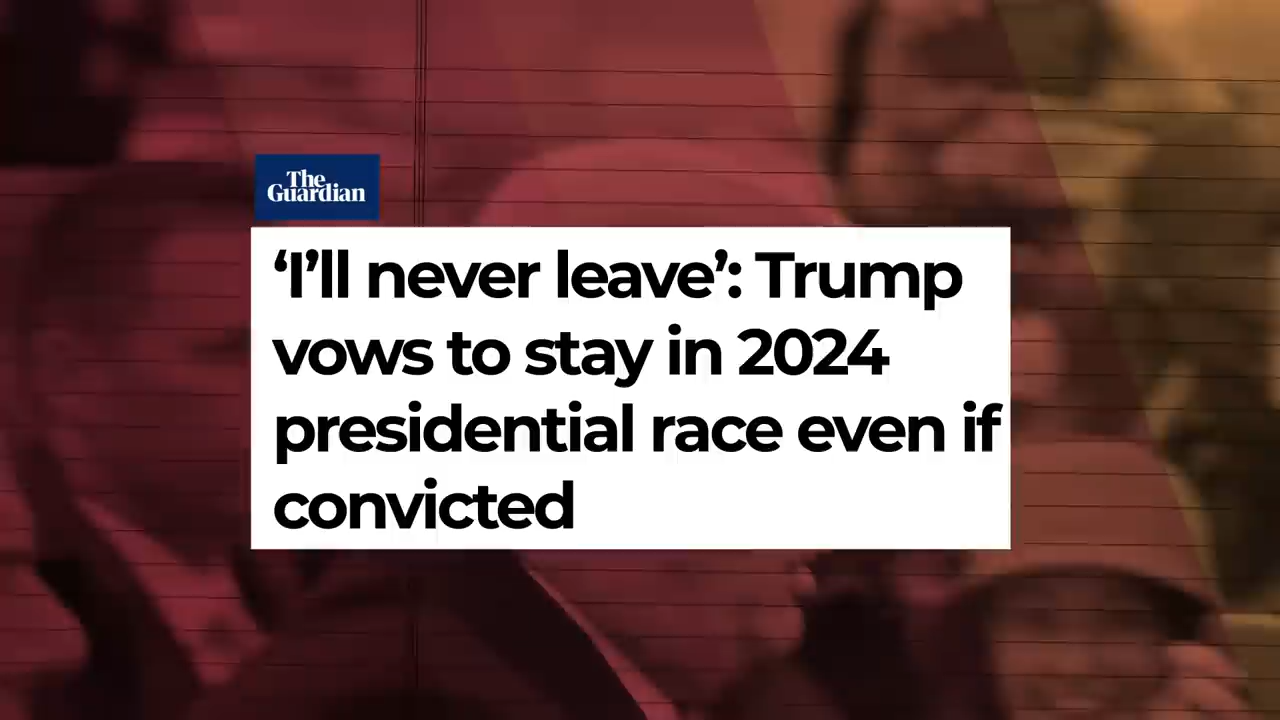 The
Guardian
‘I’ll never leave’: Trump
vows to stay in 2024
presidential race even if
convicted